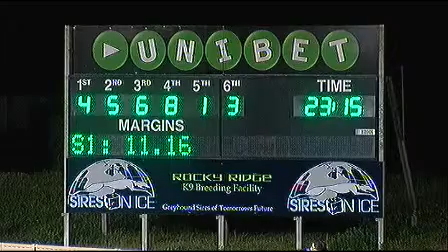 UNIBET
1ST 2ND 3RD 4TH 5TH 6TH TIME
4 5 6 8 1 3 23:15
MARGINS
S1: 11.16
ROCKY RIDGE
K9 Breeding Facility
Greyhound Sires of Tomorrows Future
SIRES ON ICE
SIRES ON ICE